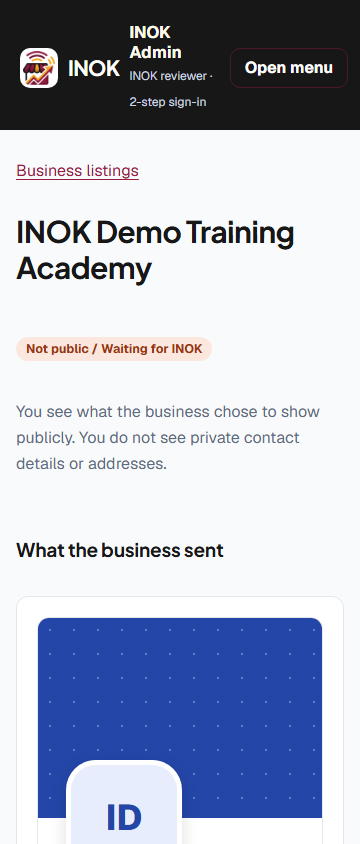 INOK
INOK
Admin
INOK reviewer ·
2-step sign-in
Open menu
Business listings
INOK Demo Training
Academy
Not public / Waiting for INOK
You see what the business chose to show
publicly. You do not see private contact
details or addresses.
What the business sent
ID